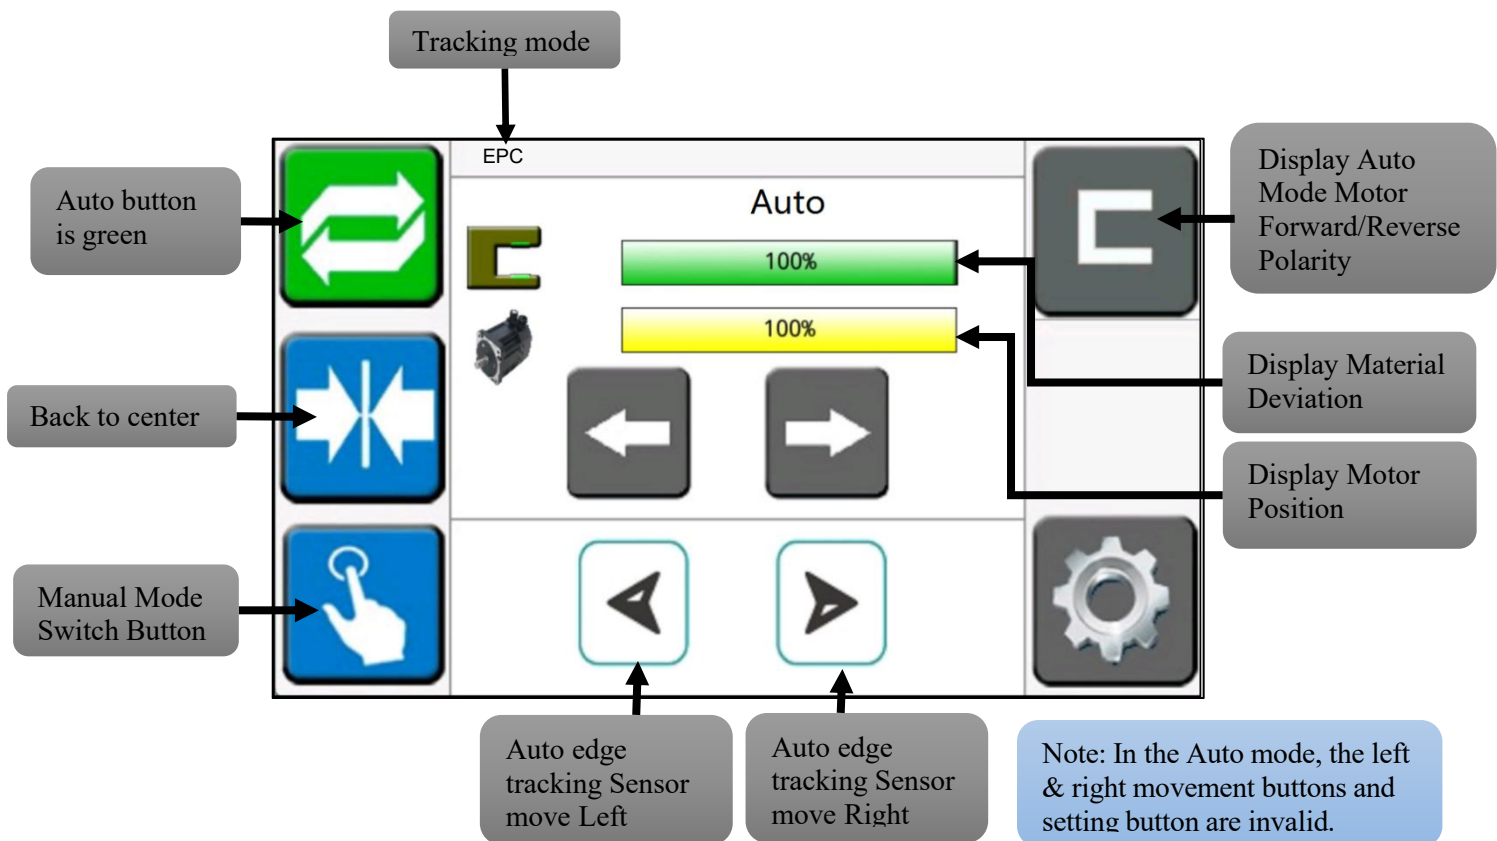 Tracking mode
EPC
Auto
Auto button
is green
100%
100%
Display Auto
Mode Motor
Forward/Reverse
Polarity
Back to center
Display Material
Deviation
Display Motor
Position
Manual Mode
Switch Button
Auto edge
tracking Sensor
move Left
Auto edge
tracking Sensor
move Right
Note: In the Auto mode, the left
& right movement buttons and
setting button are invalid.